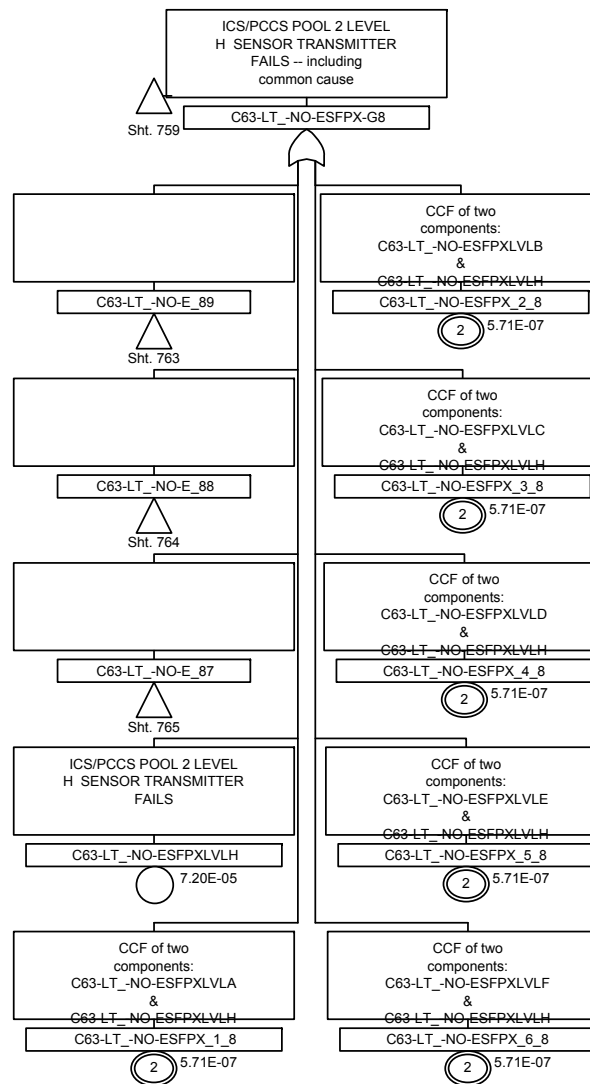 ICS/PCCS POOL 2 LEVEL
H SENSOR TRANSMITTER
FAILS -- including
common cause
C63-LT_-NO-ESFPX-G8
Sht. 759
C63-LT_-NO-E_89
Sht. 763
CCF of two
components:
C63-LT_-NO-ESFPXLVLB
&
C63-LT_-NO-ESFPXLVLH
C63-LT_-NO-ESFPX_2_8
2
5.71E-07
C63-LT_-NO-E_88
Sht. 764
CCF of two
components:
C63-LT_-NO-ESFPXLVLC
&
C63-LT_-NO-ESFPXLVLH
C63-LT_-NO-ESFPX_3_8
2
5.71E-07
C63-LT_-NO-E_87
Sht. 765
CCF of two
components:
C63-LT_-NO-ESFPXLVLD
&
C63-LT_-NO-ESFPXLVLH
C63-LT_-NO-ESFPX_4_8
2
5.71E-07
ICS/PCCS POOL 2 LEVEL
H SENSOR TRANSMITTER
FAILS
C63-LT_-NO-ESFPXLVLH
7.20E-05
CCF of two
components:
C63-LT_-NO-ESFPXLVLE
&
C63-LT_-NO-ESFPXLVLH
C63-LT_-NO-ESFPX_5_8
2
5.71E-07
CCF of two
components:
C63-LT_-NO-ESFPXLVLA
&
C63-LT_-NO-ESFPXLVLH
C63-LT_-NO-ESFPX_1_8
2
5.71E-07
CCF of two
components:
C63-LT_-NO-ESFPXLVLF
&
C63-LT_-NO-ESFPXLVLH
C63-LT_-NO-ESFPX_6_8
2
5.71E-07